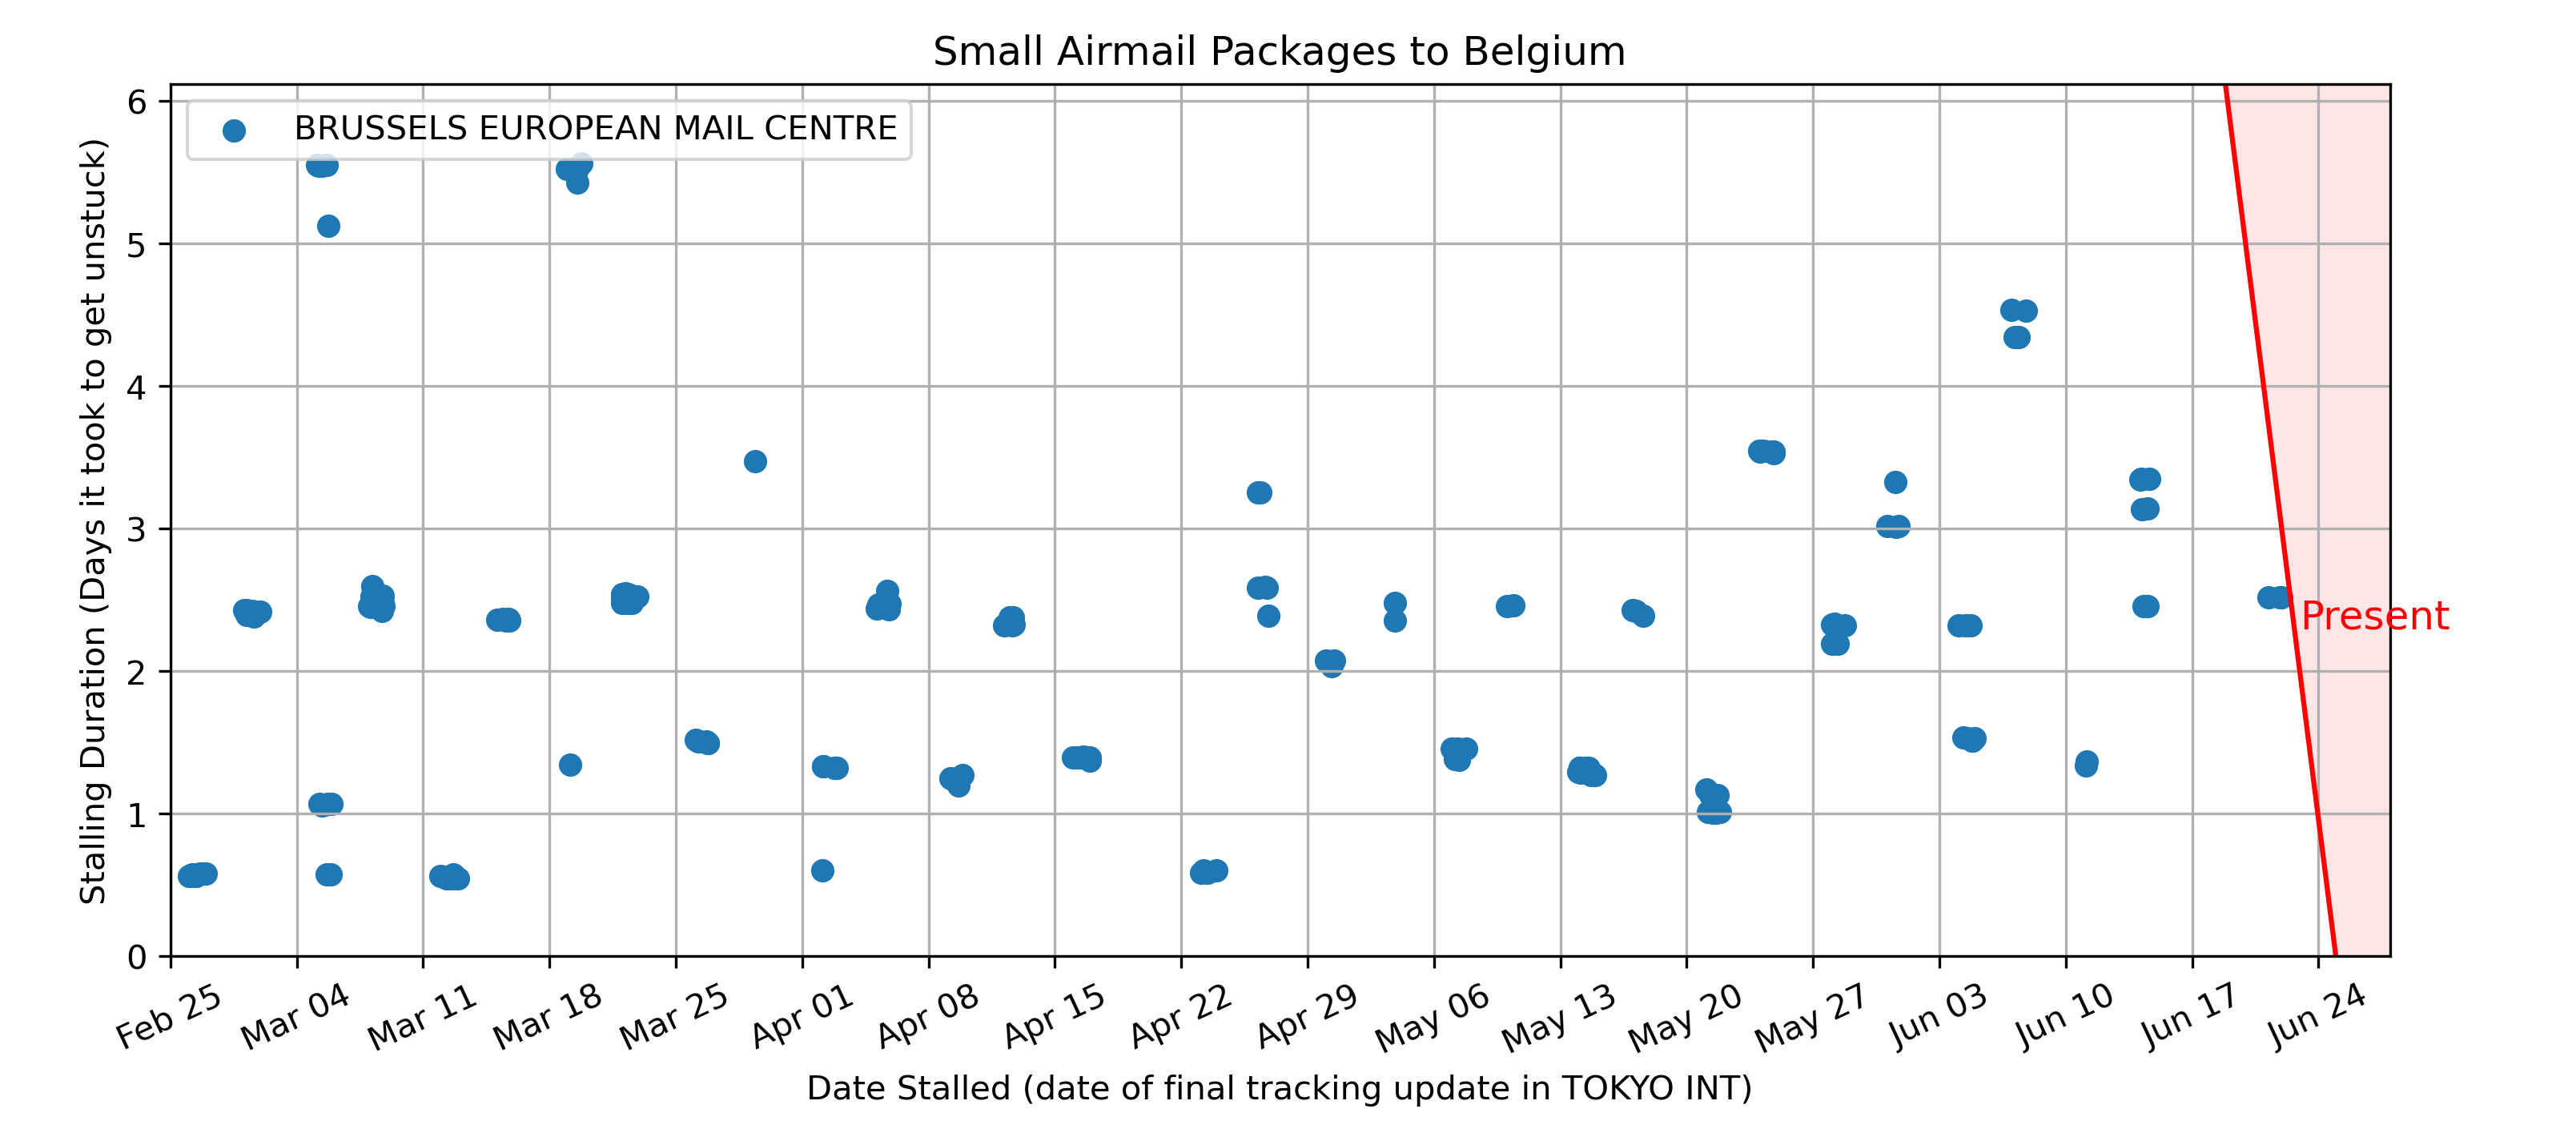 Small Airmail Packages to Belgium
BRUSSELS EUROPEAN MAIL CENTRE
Stalling Duration (Days it took to get unstuck)
6
5
4
3
2
1
0
Present
Feb 25
Mar 04
Mar 11
Mar 18
Mar 25
Apr 01
Apr 08
Apr 15
Apr 22
Apr 29
May 06
May 13
May 20
May 27
Jun 03
Jun 10
Jun 17
Jun 24
Date Stalled (date of final tracking update in TOKYO INT)